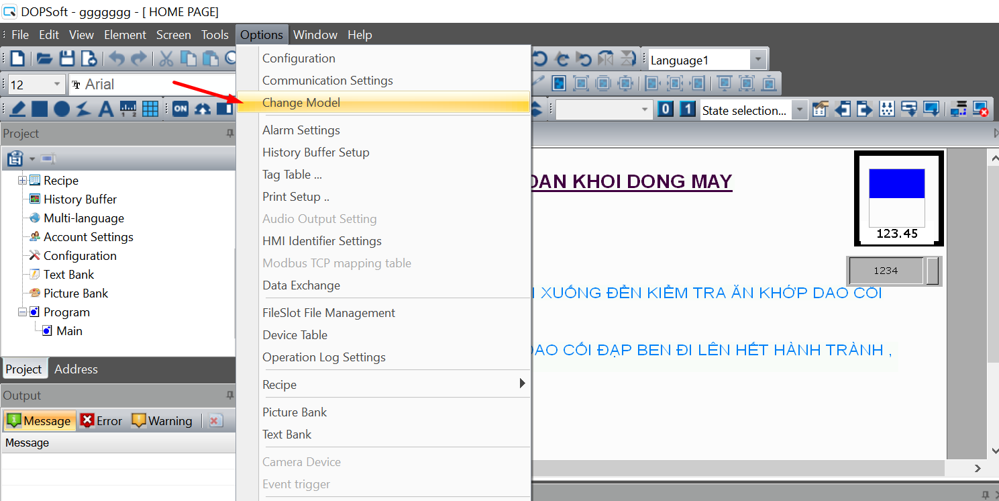 DOPSoft - ggggggg - [ HOME PAGE]
File Edit View Element Screen Tools Options Window Help
Language1
12
Arial
ON
0 1 State selection...
Configuration
Communication Settings
Change Model
Alarm Settings
History Buffer Setup
Tag Table ...
Print Setup ..
Audio Output Setting
HMI Identifier Settings
Modbus TCP mapping table
Data Exchange
FileSlot File Management
Device Table
Operation Log Settings
Recipe
Picture Bank
Text Bank
Camera Device
Event trigger
Project
Recipe
History Buffer
Multi-language
Account Settings
Configuration
Text Bank
Picture Bank
Program
Main
Project Address
Output
Message Error Warning
Message
DAN KHOI DONG MAY
123.45
1234
I XUỐNG ĐỂN KIỂM TRA ĂN KHỚP DAO CỐI
DAO CỐI ĐẠP BEN ĐI LÊN HẾT HÀNH TRÀNH ,